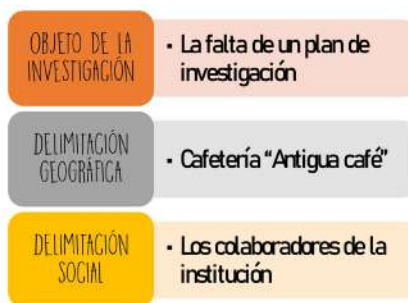 OBJETO DE LA
INVESTIGACIÓN
• La falta de un plan de
investigación
DELIMITACIÓN
GEOGRÁFICA
• Cafetería “Antigua café”
DELIMITACIÓN
SOCIAL
• Los colaboradores de la
institución